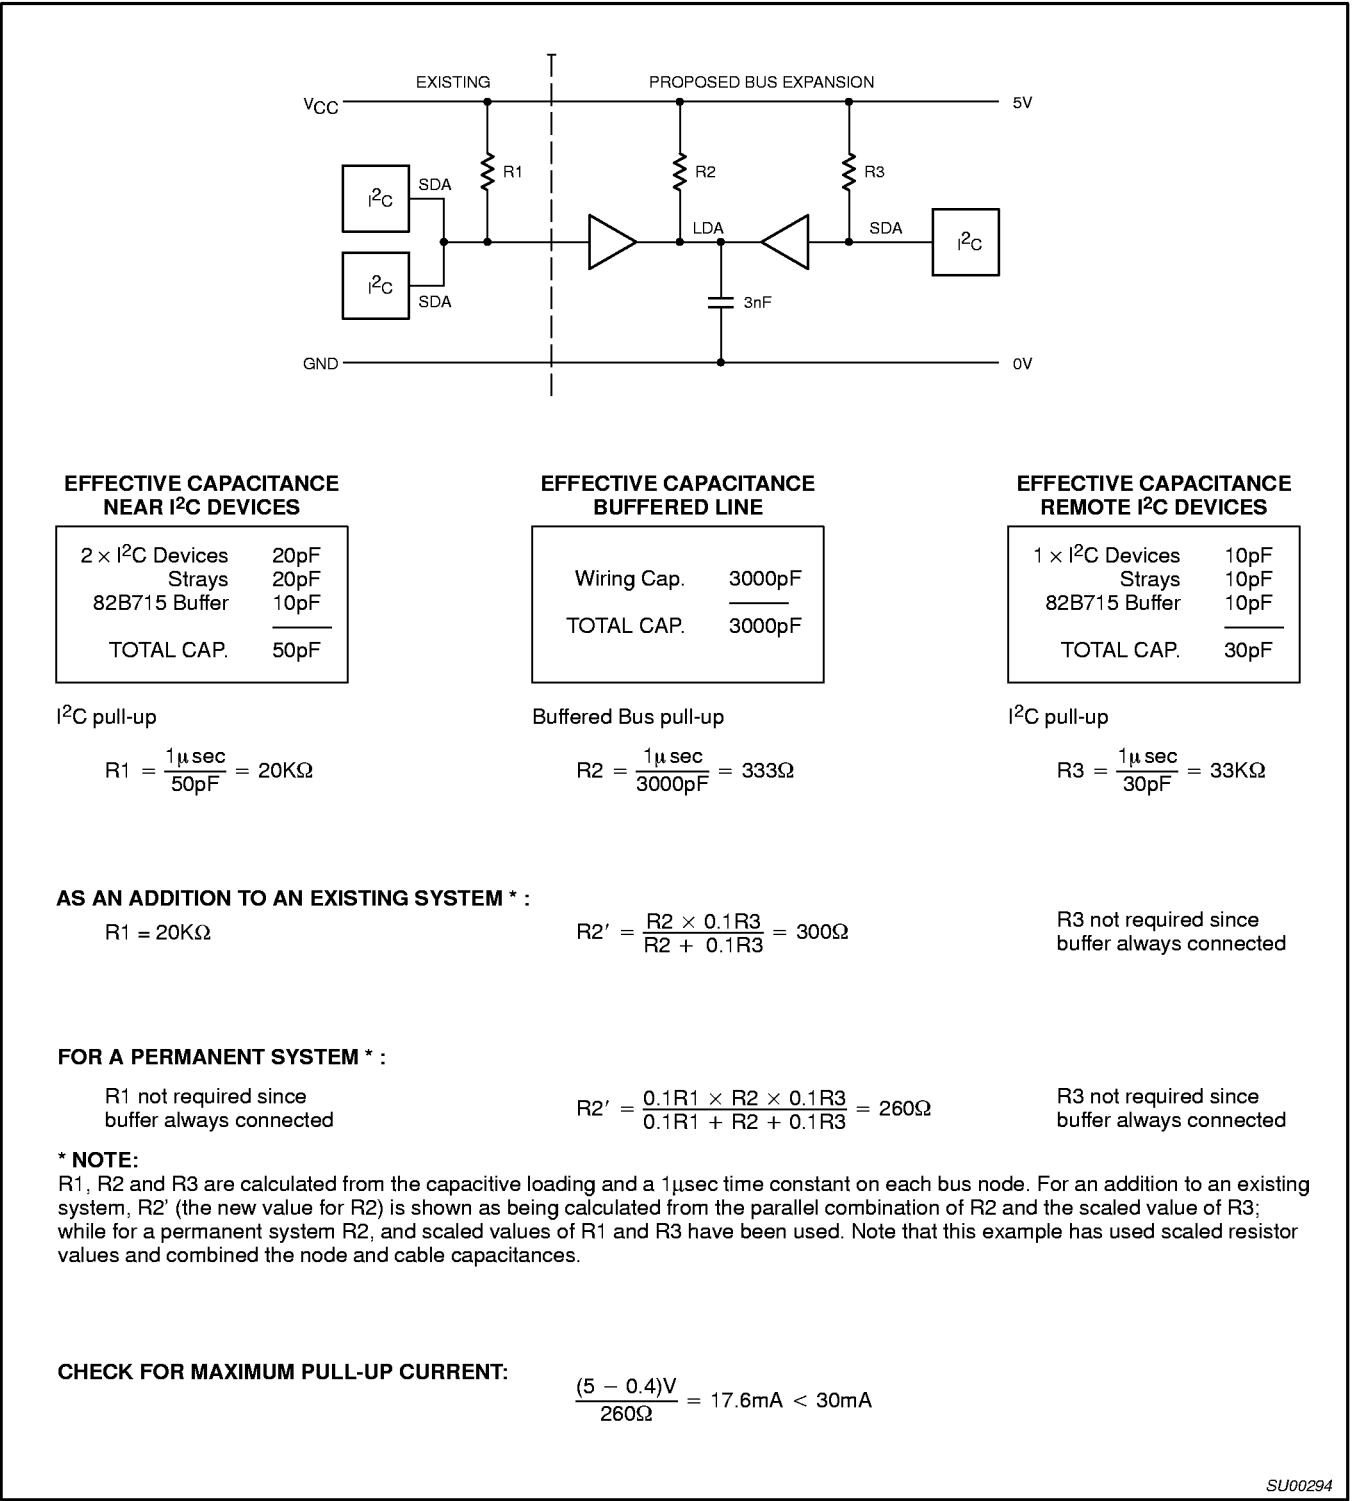 EXISTING
PROPOSED BUS EXPANSION
VCC
5V
R1
R2
R3
I2C
SDA
LDA
SDA
I2C
I2C
SDA
3nF
GND
0V
EFFECTIVE CAPACITANCE
NEAR I2C DEVICES
2 × I2C Devices 20pF
Strays 20pF
82B715 Buffer 10pF
TOTAL CAP. 50pF
I2C pull-up
R1 = 1μ sec / 50pF = 20KΩ
EFFECTIVE CAPACITANCE
BUFFERED LINE
Wiring Cap. 3000pF
TOTAL CAP. 3000pF
Buffered Bus pull-up
R2 = 1μ sec / 3000pF = 333Ω
EFFECTIVE CAPACITANCE
REMOTE I2C DEVICES
1 × I2C Devices 10pF
Strays 10pF
82B715 Buffer 10pF
TOTAL CAP. 30pF
I2C pull-up
R3 = 1μ sec / 30pF = 33KΩ
AS AN ADDITION TO AN EXISTING SYSTEM * :
R1 = 20KΩ
R2′ = R2 × 0.1R3 / R2 + 0.1R3 = 300Ω
R3 not required since
buffer always connected
FOR A PERMANENT SYSTEM * :
R1 not required since
buffer always connected
R2′ = 0.1R1 × R2 × 0.1R3 / 0.1R1 + R2 + 0.1R3 = 260Ω
R3 not required since
buffer always connected
* NOTE:
R1, R2 and R3 are calculated from the capacitive loading and a 1μsec time constant on each bus node. For an addition to an existing
system, R2' (the new value for R2) is shown as being calculated from the parallel combination of R2 and the scaled value of R3;
while for a permanent system R2, and scaled values of R1 and R3 have been used. Note that this example has used scaled resistor
values and combined the node and cable capacitances.
CHECK FOR MAXIMUM PULL-UP CURRENT:
(5 − 0.4)V / 260Ω = 17.6mA < 30mA
SU00294